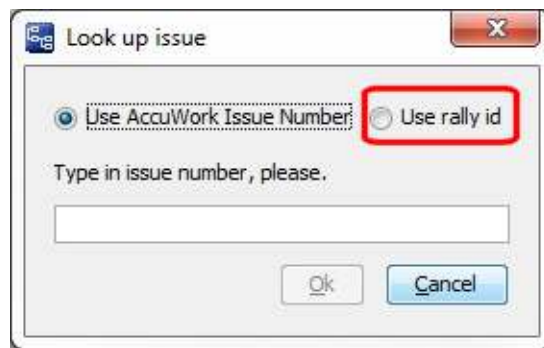 Look up issue
Use AccuWork Issue Number Use rally id
Type in issue number, please.
Ok Cancel